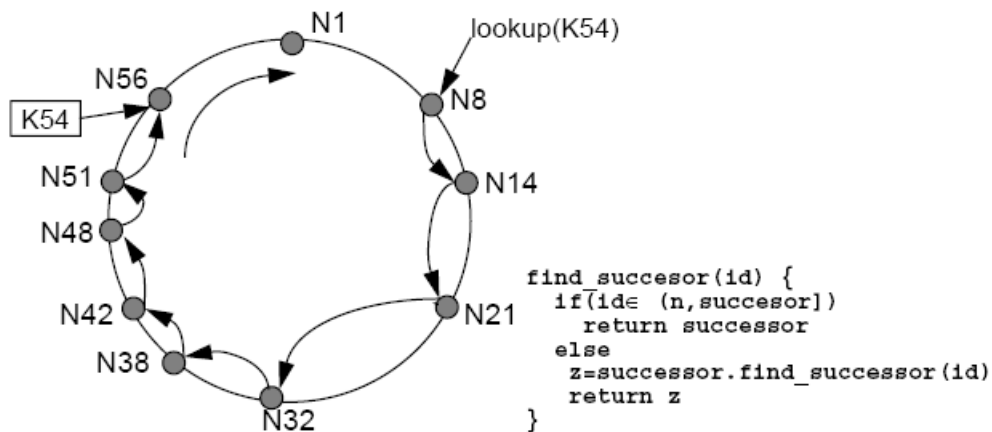 N1
lookup(K54)
N56
N8
K54
N51
N14
N48
find_succesor(id) {
if(id∈ (n,succesor])
N42
N21
return successor
else
N38
z=successor.find_successor(id)
return z
N32
}